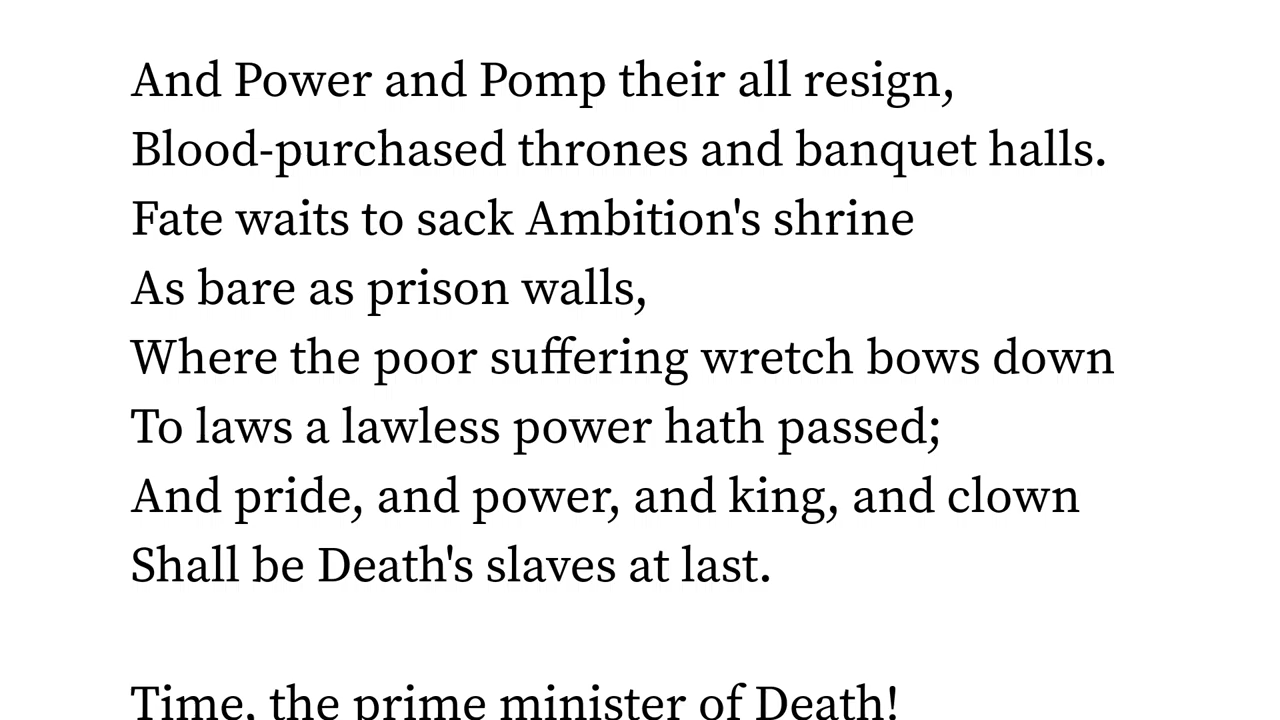 And Power and Pomp their all resign,
Blood-purchased thrones and banquet halls.
Fate waits to sack Ambition's shrine
As bare as prison walls,
Where the poor suffering wretch bows down
To laws a lawless power hath passed;
And pride, and power, and king, and clown
Shall be Death's slaves at last.

Time, the prime minister of Death!